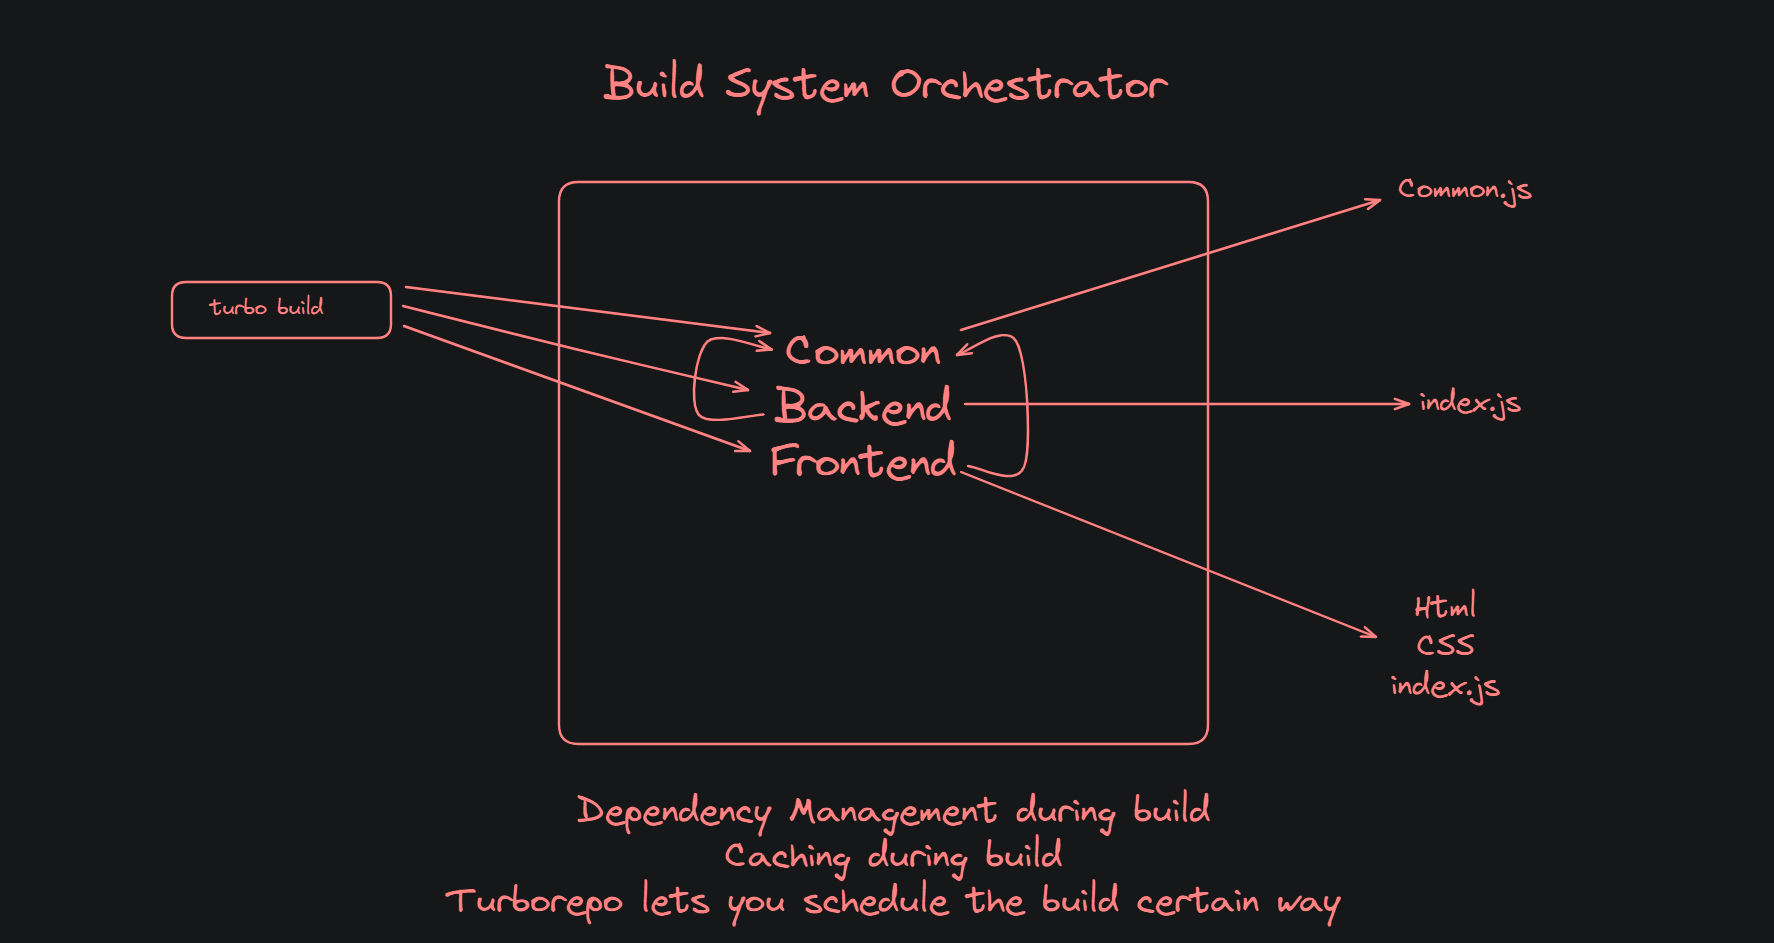 Build System Orchestrator
Common.js
turbo build
Common
Backend
index.js
Frontend
Html
CSS
index.js
Dependency Management during build
Caching during build
Turborepo lets you schedule the build certain way